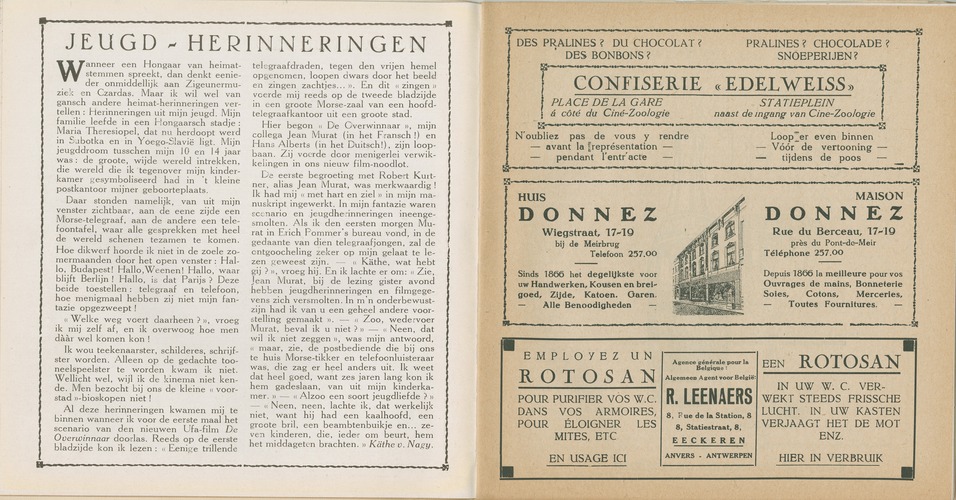 JEUGD - HERINNERINGEN
Wanneer een Hongaar van heimat-
stemmen spreekt, dan denkt eenie-
der onmiddellijk aan Zigeunermu-
ziek en Czardas. Maar ik wil wel van
gansch andere heimat-herinneringen ver-
tellen : Herinneringen uit mijn jeugd. Mijn
familie leefde in een Hongaarsch stadje :
Maria Theresiopel, dat nu herdoopt werd
in Subotka en in Yoego-Slavië ligt. Mijn
jeugddroom tusschen mijn 10 en 14 jaar
was : de groote, wijde wereld intrekken,
die wereld die ik tegenover mijn kinder-
kamer gesymboliseerd had in 't kleine
postkantoor mijner geboorteplaats.
Daar stonden namelijk, van uit mijn
venster zichtbaar, aan de eene zijde een
Morse-telegraaf, aan de andere een tele-
foontafel, waar alle gesprekken met heel
de wereld schenen tezamen te komen.
Hoe dikwerf hoorde ik niet in de zoele zo-
mermaanden door het open venster : Hal-
lo, Budapest! Hallo, Weenen! Hallo, waar
blijft Berlijn ! Hallo, is dat Parijs ? Deze
beide toestellen : telegraaf en telefoon,
hoe menigmaal hebben zij niet mijn fan-
tazie opgezweept !
« Welke weg voert daarheen ? », vroeg
ik mij zelf af, en ik overwoog hoe men
dààr wel komen kon !
Ik wou teekenaarster, schilderes, schrijf-
ster worden. Alleen op de gedachte too-
neelspeelster te worden kwam ik niet.
Wellicht wel, wijl ik de kinema niet ken-
de. Men bezocht bij ons de kleine « voor-
stad »-bioskopen niet !
Al deze herinneringen kwamen mij te
binnen wanneer ik voor de eerste maal het
scenario van den nieuwen Ufa-film De
Overwinnaar doorlas. Reeds op de eerste
bladzijde kon ik lezen : « Eenige trillende
telegraafdraden, tegen den vrijen hemel
opgenomen, loopen dwars door het beeld
en zingen zachtjes... ». En dit « zingen »
voerde mij reeds op de tweede bladzijde
in een groote Morse-zaal van een hoofd-
telegraafkantoor uit een groote stad.
Hier begon « De Overwinnaar », mijn
collega Jean Murat (in het Fransch !) en
Hans Alberts (in het Duitsch!), zijn loop-
baan. Zij voerde door menigerlei verwik-
kelingen in ons nieuw film-noodlot.
De eerste begroeting met Robert Kurt-
ner, alias Jean Murat, was merkwaardig !
Ik had mij « met hart en ziel » in mijn ma-
nuskript ingewerkt. In mijn fantazie waren
scenario en jeugdherinneringen ineenge-
smolten. Als ik den eersten morgen Mu-
rat in Erich Pommer's bureau vond, in de
gedaante van dien telegraafjongen, zal de
ontgoocheling zeker op mijn gelaat te le-
zen geweest zijn. — « Käthe, wat hebt
gij ? », vroeg hij. En ik lachte er om : « Zie,
Jean Murat, bij de lezing gister avond
hebben jeugdherinneringen en filmgege-
vens zich versmolten. In m'n onderbewust-
zijn had ik van u een geheel andere voor-
stelling gemaakt ». — « Zoo, wedervoer
Murat, beval ik u niet ? » — « Neen, dat
wil ik niet zeggen », was mijn antwoord,
« maar, zie, de postbediende die bij ons
te huis Morse-tikker en telefoonluisteraar
was, die zag er heel anders uit. Ik weet
dat heel goed, want zes jaren lang kon ik
hem gadeslaan, van uit mijn kinderka-
mer. » — « Alzoo een soort jeugdliefde ? »
— « Neen, neen, lachte ik, dat werkelijk
niet, want hij had een kaalhoofd, een
groote bril, een beambtenbuikje en... ze-
ven kinderen, die, ieder om beurt, hem
het middageten brachten. » Käthe v. Nagy.
DES PRALINES ? DU CHOCOLAT ?
DES BONBONS ?
PRALINES ? CHOCOLADE ?
SNOEPERIJEN ?
CONFISERIE « EDELWEISS »
PLACE DE LA GARE
à côté du Ciné-Zoologie
STATIEPLEIN
naast de ingang van Cine-Zoologie
N'oubliez pas de vous y rendre
— avant la représentation —
— pendant l'entr'acte —
Looper even binnen
— Vóór de vertooning —
— tijdens de poos —
HUIS
DONNEZ
Wiegstraat, 17-19
bij de Meirbrug
Telefoon 257,00
Sinds 1866 het degelijkste voor
uw Handwerken, Kousen en brei-
goed, Zijde, Katoen. Garen.
- Alle Benoodigheden -
MAISON
DONNEZ
Rue du Berceau, 17-19
près du Pont-de-Meir
Téléphone 257,00
Depuis 1866 la meilleure pour vos
Ouvrages de mains, Bonneterie
Soies, Cotons, Merceries,
- Toutes Fournitures. -
EMPLOYEZ UN
ROTOSAN
POUR PURIFIER VOS W.C.
DANS VOS ARMOIRES,
POUR ÉLOIGNER LES
MITES, ETC
EN USAGE ICI
Agence générale pour la
Belgique :
Algemeen Agent voor België
R. LEENAERS
8, Rue de la Station, 8
8, Statiestraat, 8,
EECKEREN
ANVERS - ANTWERPEN
EEN ROTOSAN
IN UW W. C. VER-
WEKT STEEDS FRISSCHE
LUCHT. IN UW KASTEN
VERJAAGT HET DE MOT
ENZ.
HIER IN VERBRUIK